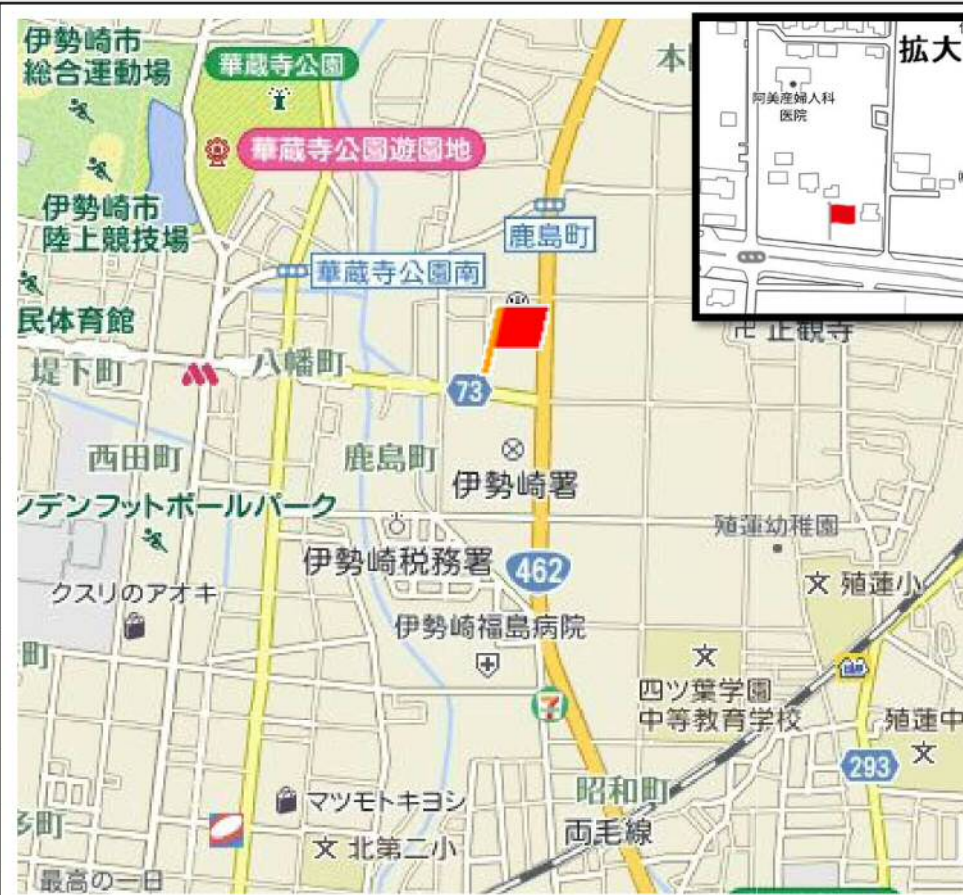 伊勢崎市
総合運動場
華蔵寺公園
本
拡大
阿美産婦人科
医院
華蔵寺公園遊園地
伊勢崎市
陸上競技場
鹿島町
華蔵寺公園南
民体育館
卍 正観寺
堤下町
八幡町
73
西田町
鹿島町
伊勢崎署
ンデンフットボールパーク
殖蓮幼稚園
伊勢崎税務署
462
クスリのアオキ
文 殖蓮小
伊勢崎福島病院
町
四ツ葉学園
中等教育学校
殖蓮中
7
293
昭和町
マツモトキヨシ
両毛線
多町
文 北第二小
最高の一日